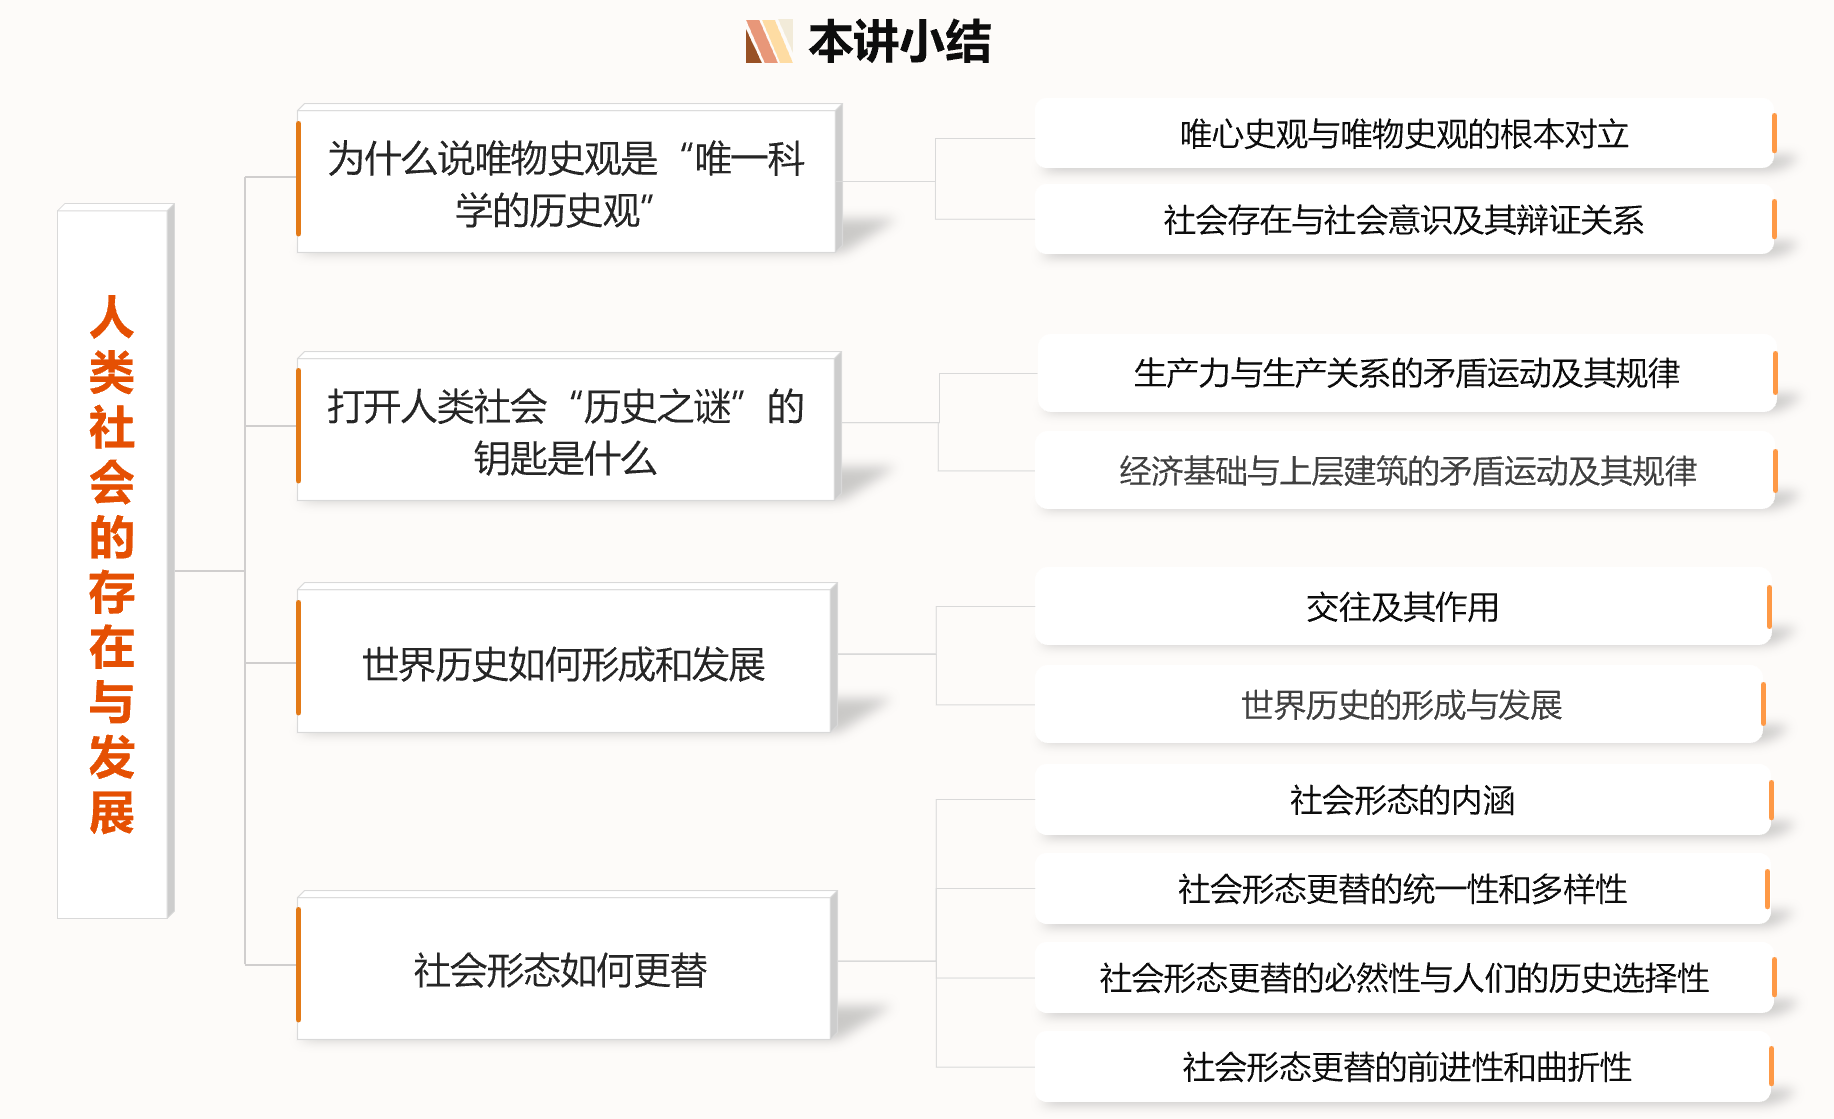 本讲小结
人类社会的存在与发展
为什么说唯物史观是“唯一科
学的历史观”
唯心史观与唯物史观的根本对立
社会存在与社会意识及其辩证关系
打开人类社会“历史之谜”的
钥匙是什么
生产力与生产关系的矛盾运动及其规律
经济基础与上层建筑的矛盾运动及其规律
世界历史如何形成和发展
交往及其作用
世界历史的形成与发展
社会形态如何更替
社会形态的内涵
社会形态更替的统一性和多样性
社会形态更替的必然性与人们的历史选择性
社会形态更替的前进性和曲折性